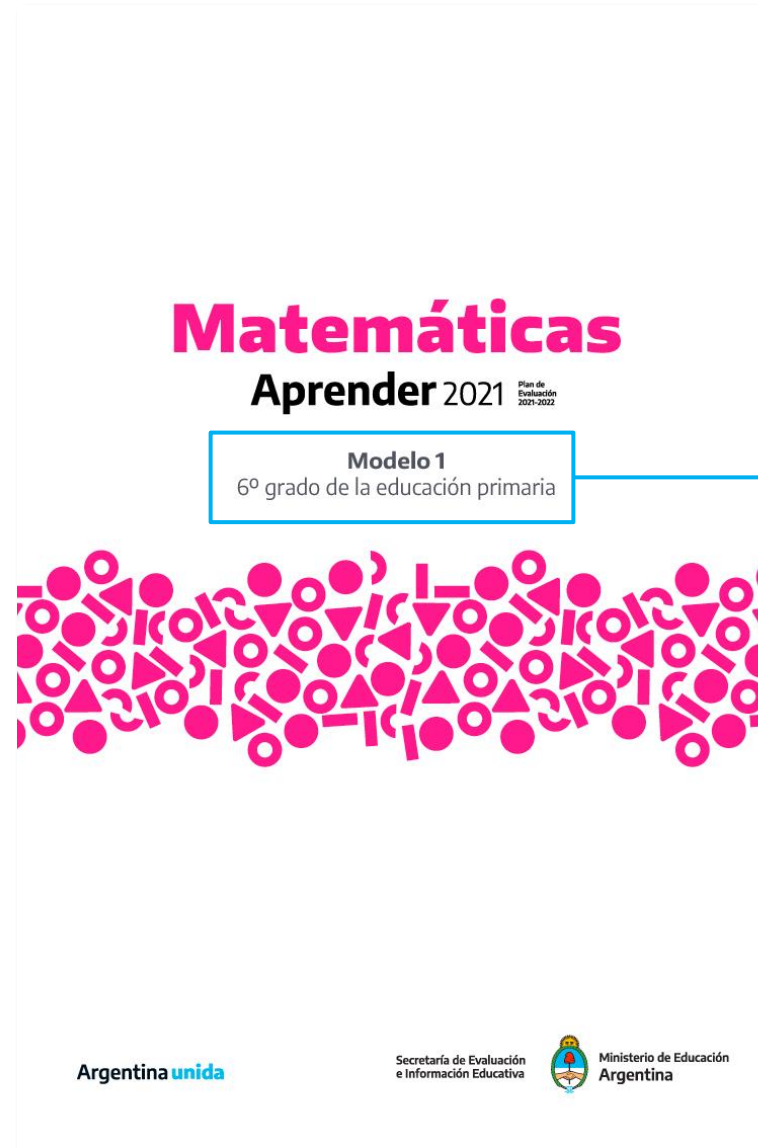 Matemáticas
Aprender 2021
Plan de
Evaluación
2021-2022
Modelo 1
6º grado de la educación primaria
Argentina unida
Secretaría de Evaluación
e Información Educativa
Ministerio de Educación
Argentina